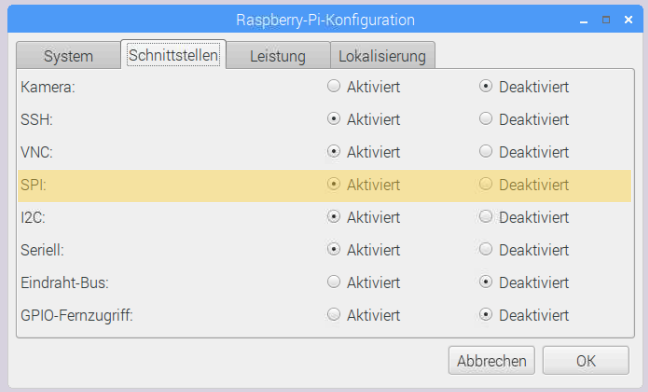 Raspberry-Pi-Konfiguration
System Schnittstellen Leistung Lokalisierung
Kamera: Aktiviert Deaktiviert
SSH: Aktiviert Deaktiviert
VNC: Aktiviert Deaktiviert
SPI: Aktiviert Deaktiviert
I2C: Aktiviert Deaktiviert
Seriell: Aktiviert Deaktiviert
Eindraht-Bus: Aktiviert Deaktiviert
GPIO-Fernzugriff: Aktiviert Deaktiviert
Abbrechen OK